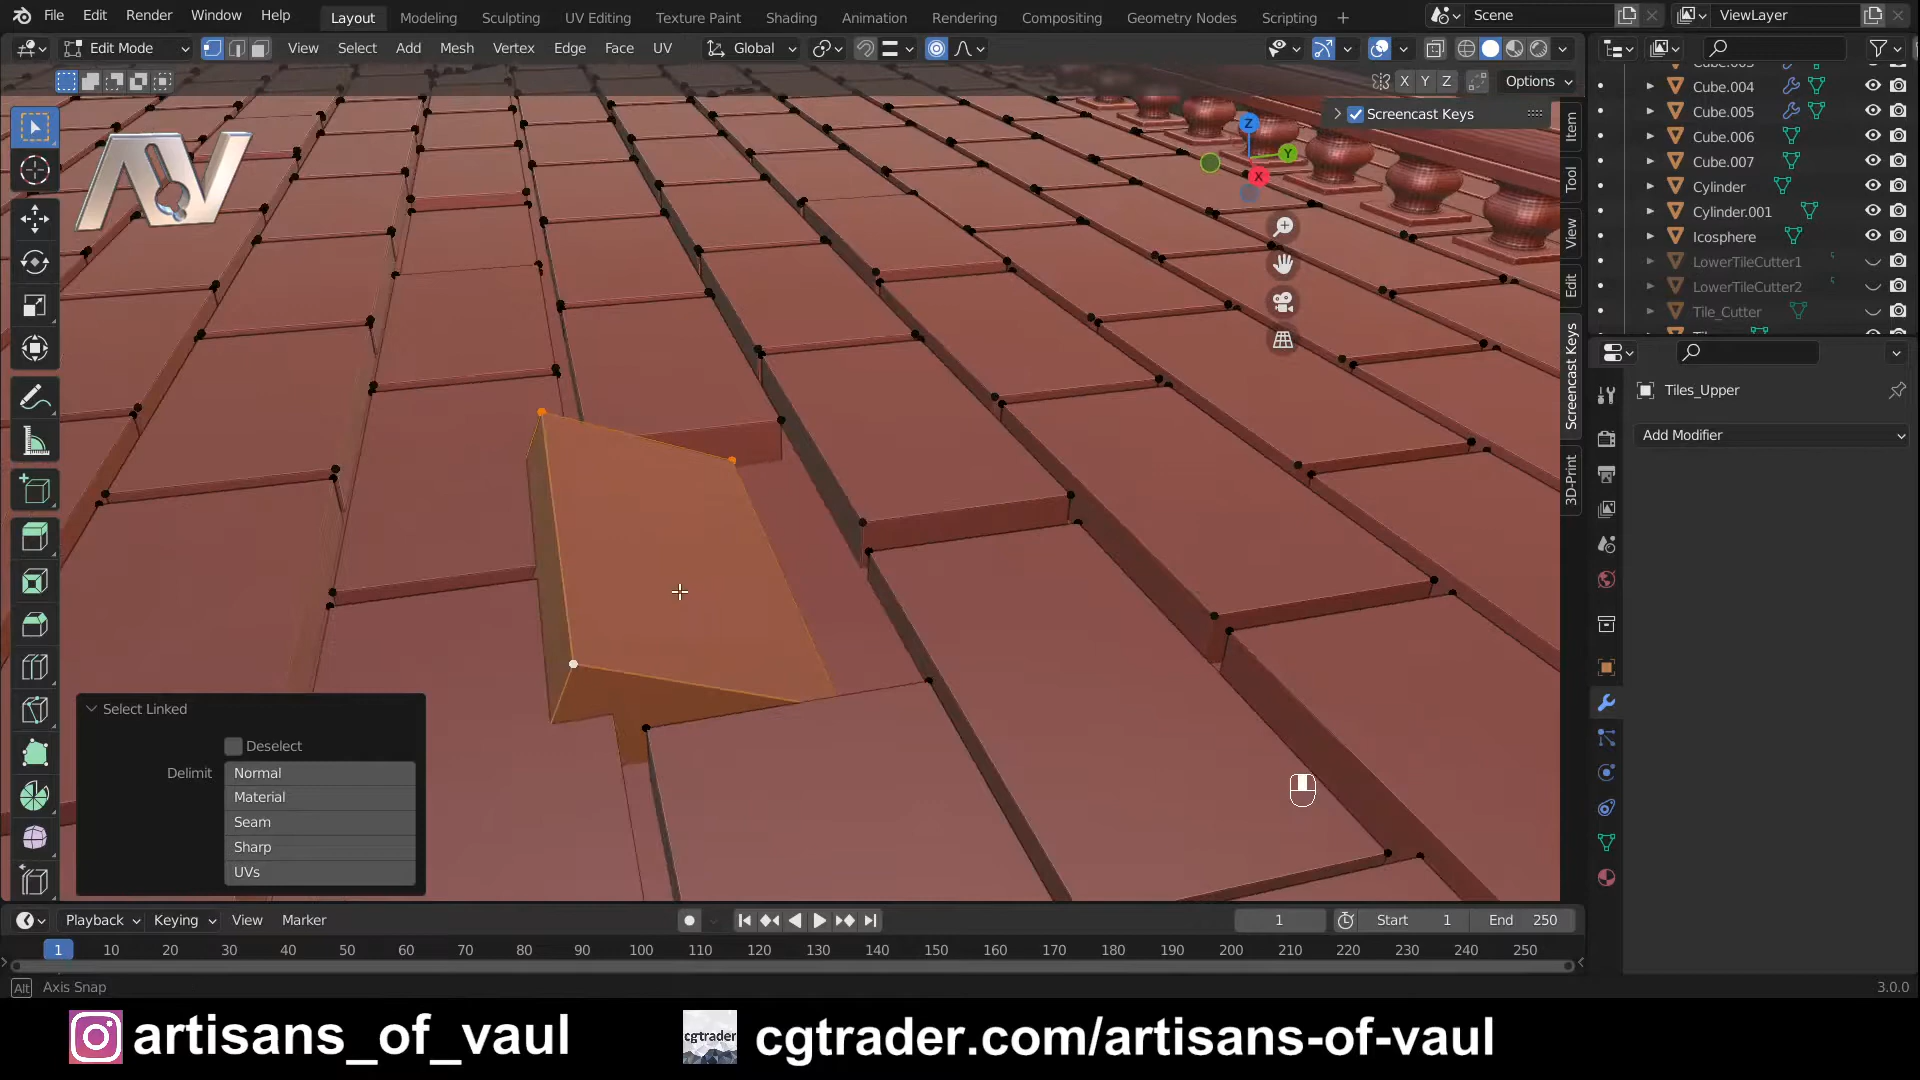 File Edit Render Window Help Layout Modeling Sculpting UV Editing Texture Paint Shading Animation Rendering Compositing Geometry Nodes Scripting + Scene ViewLayer
Edit Mode View Select Add Mesh Vertex Edge Face UV Global
X Y Z Options
Screencast Keys
AV
Z
Y
X
Item
Tool
View
Edit
Screencast Keys
3D-Print
Cube.004
Cube.005
Cube.006
Cube.007
Cylinder
Cylinder.001
Icosphere
LowerTileCutter1
LowerTileCutter2
Tile_Cutter
Tiles_Upper
Add Modifier
Select Linked
Deselect
Delimit Normal
Material
Seam
Sharp
UVs
Playback Keying View Marker 1 Start 1 End 250
1 10 20 30 40 50 60 70 80 90 100 110 120 130 140 150 160 170 180 190 200 210 220 230 240 250
Alt Axis Snap 3.0.0
artisans_of_vaul cgtrader cgtrader.com/artisans-of-vaul